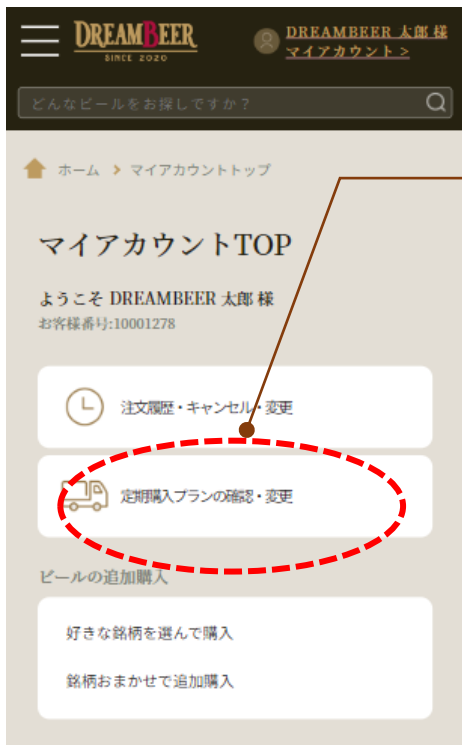 DREAMBEER
SINCE 2020
DREAMBEER 太郎 様
マイアカウント >
どんなビールをお探しですか？
ホーム > マイアカウントトップ
マイアカウントTOP
ようこそ DREAMBEER 太郎 様
お客様番号:10001278
注文履歴・キャンセル・変更
定期購入プランの確認・変更
ビールの追加購入
好きな銘柄を選んで購入
銘柄おまかせで追加購入